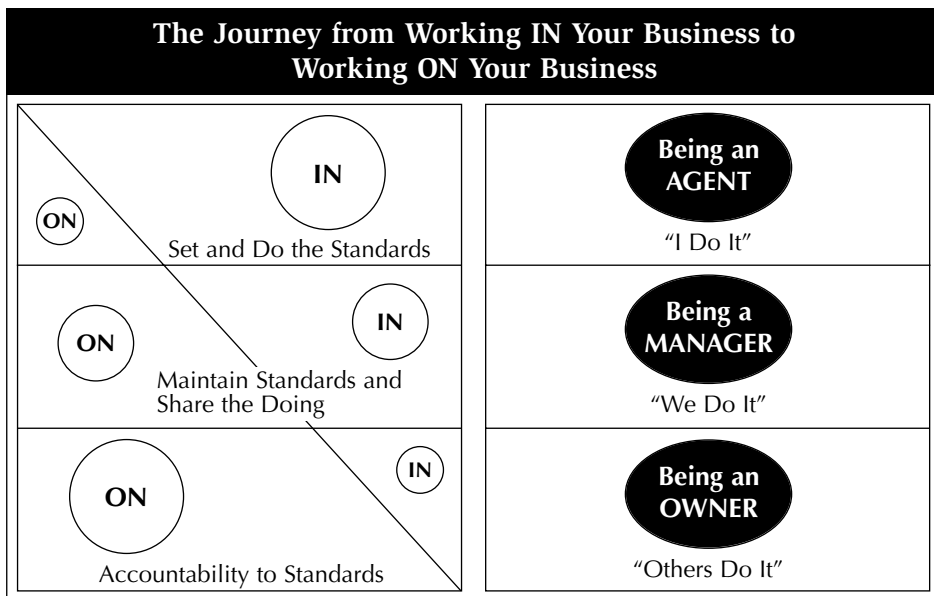 The Journey from Working IN Your Business to
Working ON Your Business
IN
ON
Set and Do the Standards
Being an
AGENT
“I Do It”
IN
ON
Maintain Standards and
Share the Doing
Being a
MANAGER
“We Do It”
IN
ON
Accountability to Standards
Being an
OWNER
“Others Do It”